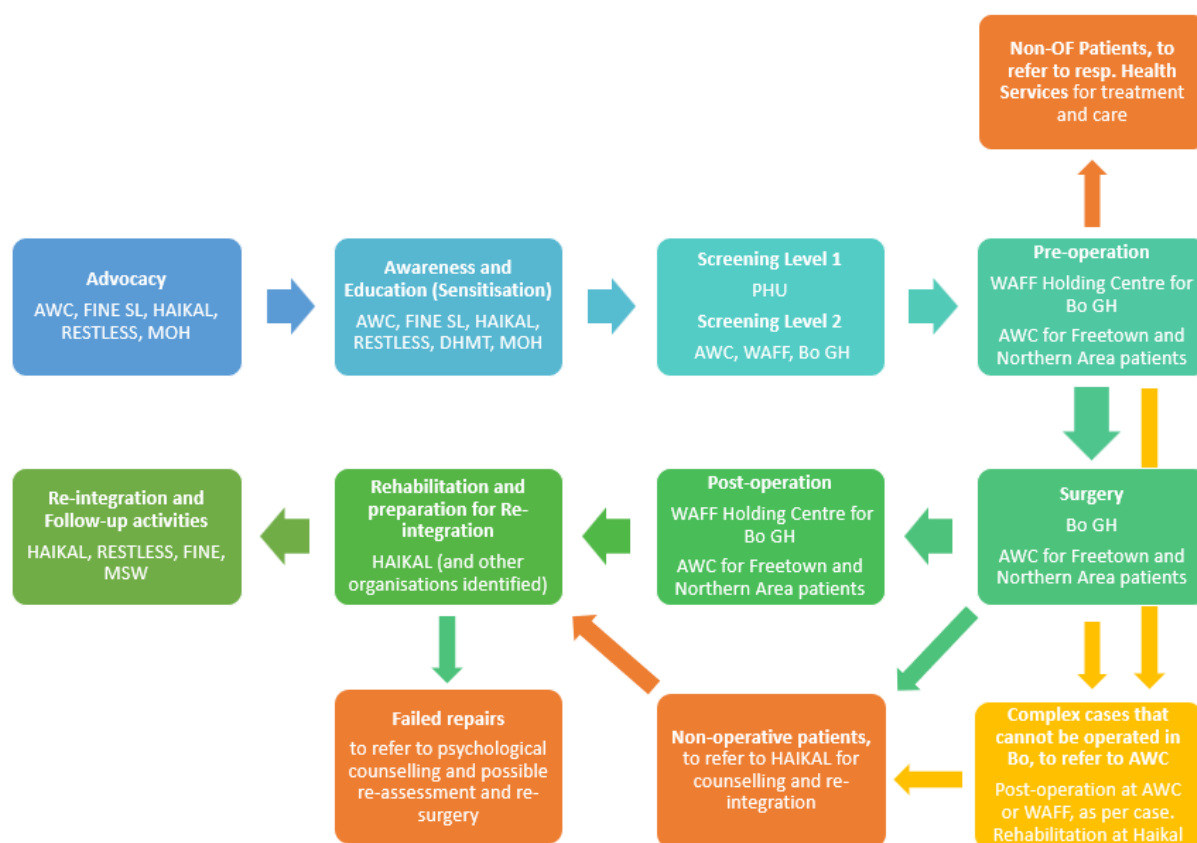 Non-OF Patients, to
refer to resp. Health
Services for treatment
and care
Advocacy
AWC, FINE SL, HAIKAL,
RESTLESS, MOH
Awareness and
Education (Sensitisation)
AWC, FINE SL, HAIKAL,
RESTLESS, DHMT, MOH
Screening Level 1
PHU
Screening Level 2
AWC, WAFF, Bo GH
Pre-operation
WAFF Holding Centre for
Bo GH
AWC for Freetown and
Northern Area patients
Re-integration and
Follow-up activities
HAIKAL, RESTLESS, FINE,
MSW
Rehabilitation and
preparation for Re-
integration
HAIKAL (and other
organisations identified)
Post-operation
WAFF Holding Centre for
Bo GH
AWC for Freetown and
Northern Area patients
Surgery
Bo GH
AWC for Freetown and
Northern Area patients
Failed repairs
to refer to psychological
counselling and possible
re-assessment and re-
surgery
Non-operative patients,
to refer to HAIKAL for
counselling and re-
integration
Complex cases that
cannot be operated in
Bo, to refer to AWC
Post-operation at AWC
or WAFF, as per case.
Rehabilitation at Haikal